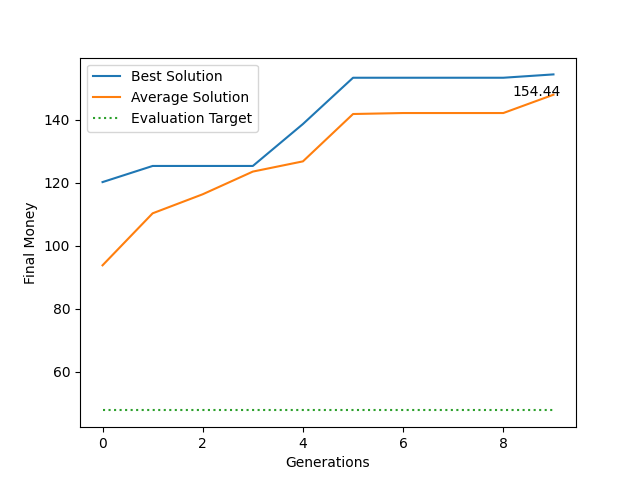 Best Solution
Average Solution
Evaluation Target
154.44
140
120
100
80
60
Final Money
0 2 4 6 8
Generations